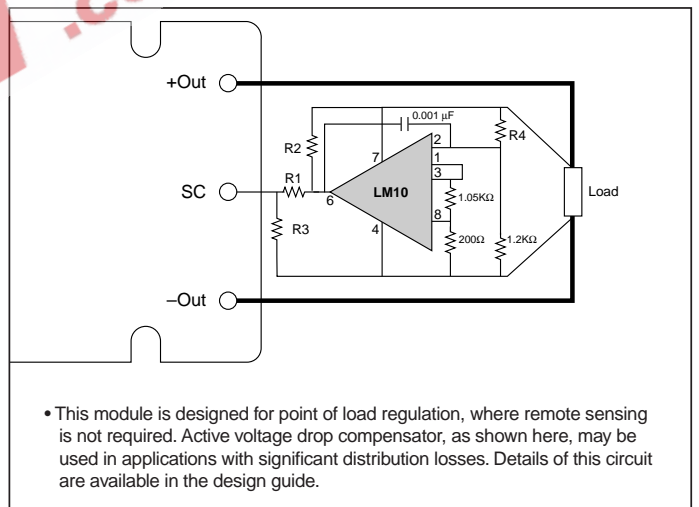 +Out
0.001 µF
R2
2
R4
7
1
3
R1
SC
LM10
Load
6
1.05KΩ
8
R3
4
200Ω
1.2KΩ
–Out
• This module is designed for point of load regulation, where remote sensing
is not required. Active voltage drop compensator, as shown here, may be
used in applications with significant distribution losses. Details of this circuit
are available in the design guide.